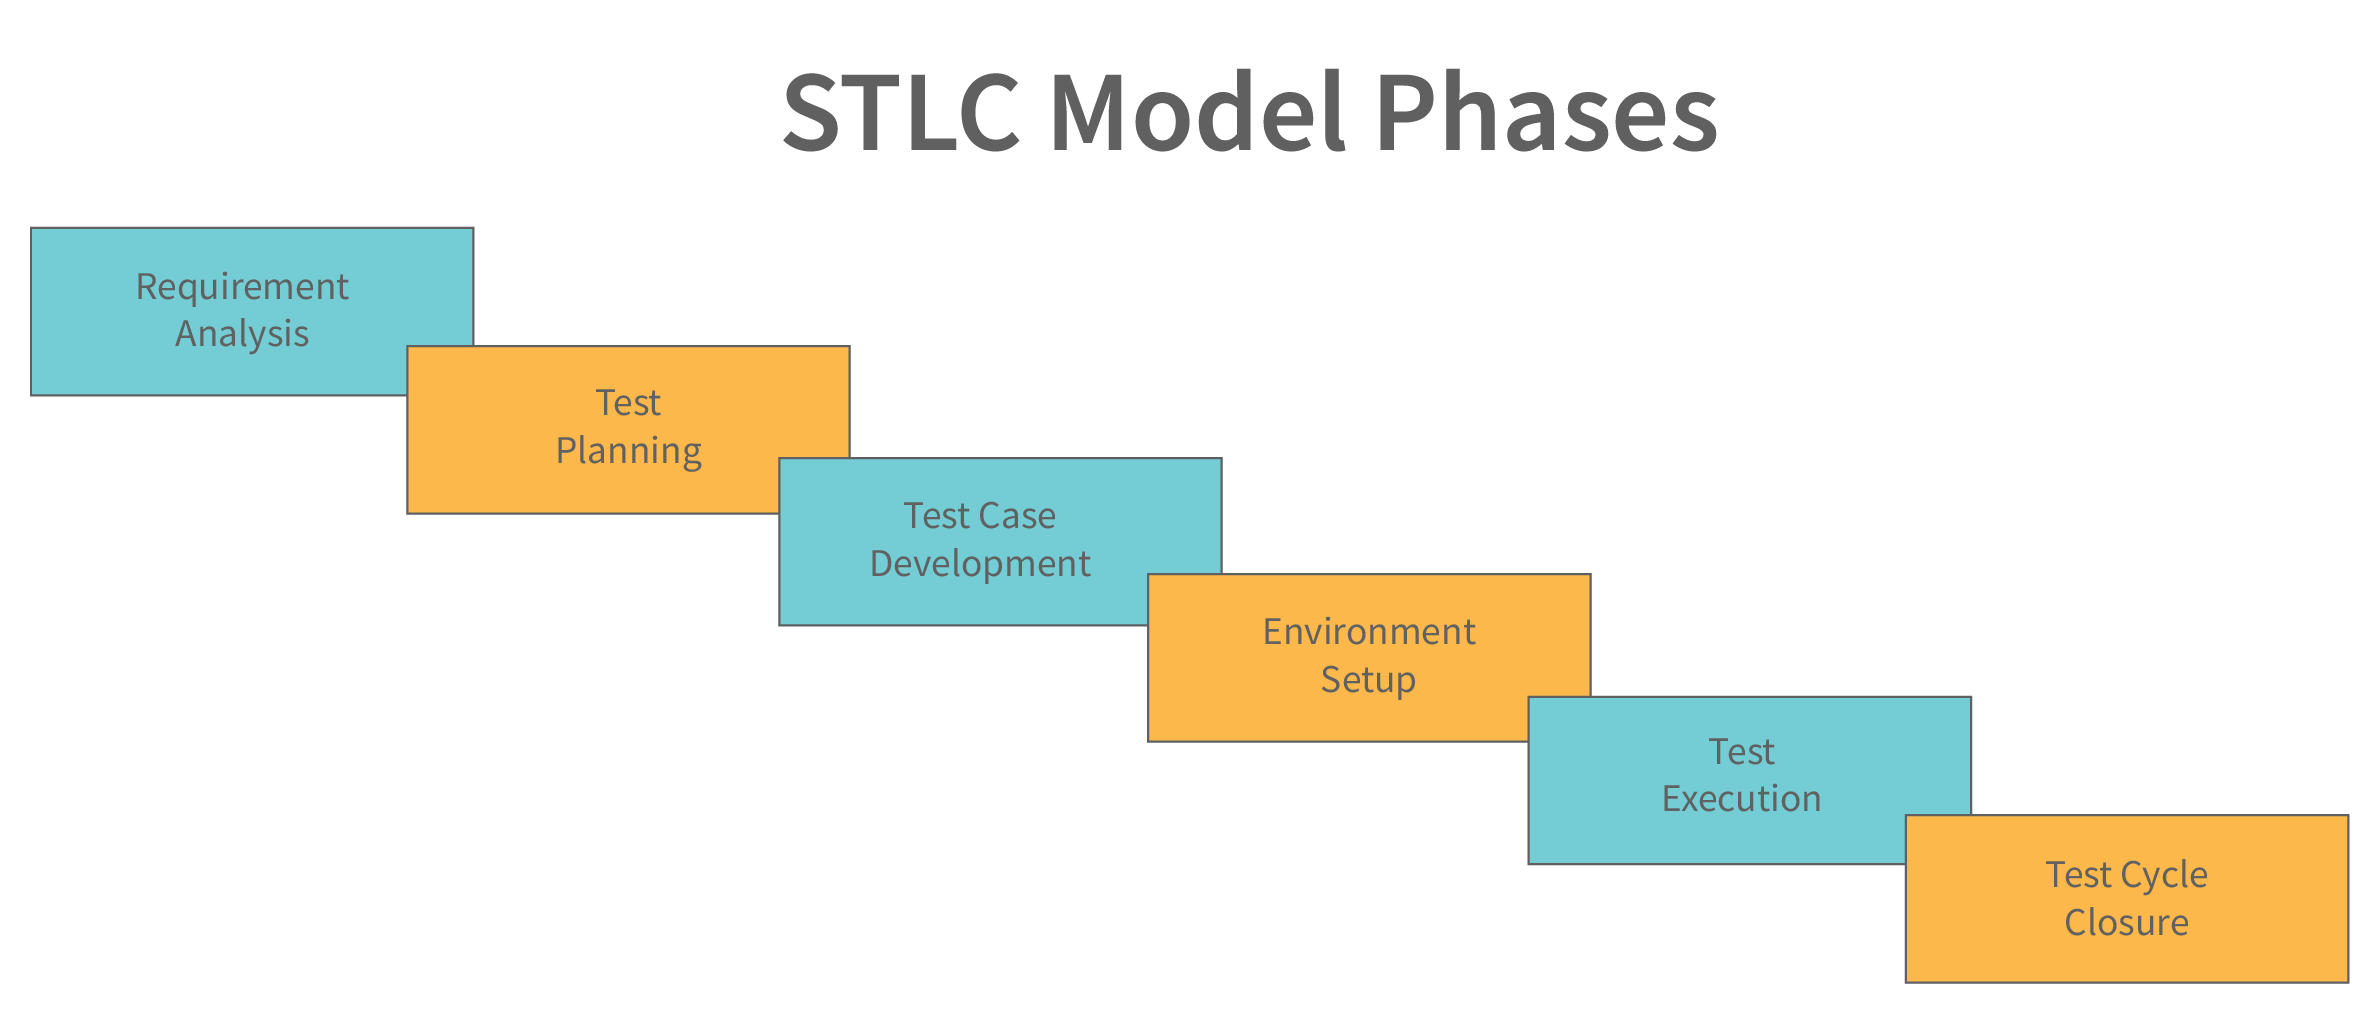 STLC Model Phases
Requirement
Analysis
Test
Planning
Test Case
Development
Environment
Setup
Test
Execution
Test Cycle
Closure